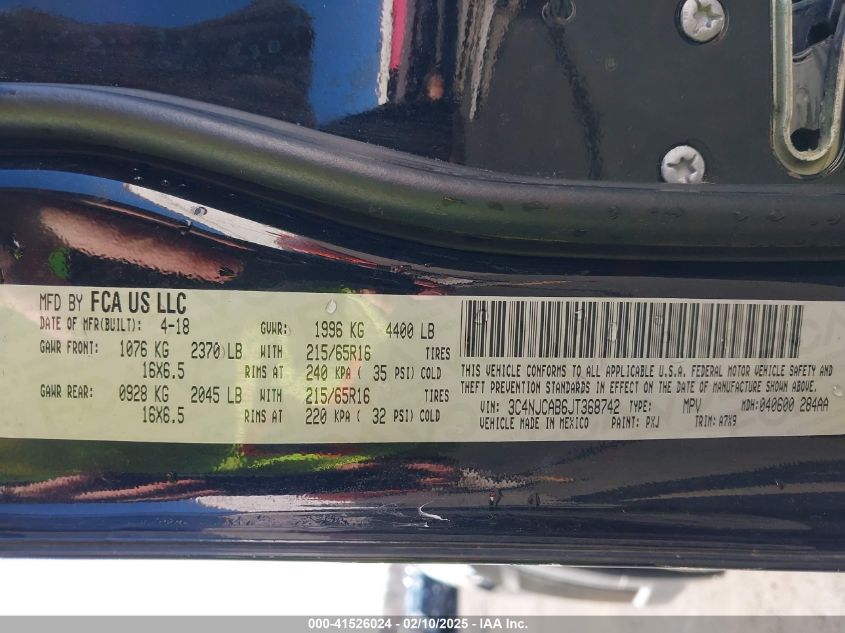 MFD BY FCA US LLC
DATE OF MFR(BUILT): 4-18 GVWR: 1996 KG 4400 LB
GAWR FRONT: 1076 KG 2370 LB WITH 215/65R16 TIRES
16X6.5 RIMS AT 240 KPA ( 35 PSI) COLD
GAWR REAR: 0928 KG 2045 LB WITH 215/65R16 TIRES
16X6.5 RIMS AT 220 KPA ( 32 PSI) COLD
THIS VEHICLE CONFORMS TO ALL APPLICABLE U.S.A. FEDERAL MOTOR VEHICLE SAFETY AND
THEFT PREVENTION STANDARDS IN EFFECT ON THE DATE OF MANUFACTURE SHOWN ABOVE.
VIN: 3C4NJCAB6JT368742 TYPE: MPV MDH: 040600 284AA
VEHICLE MADE IN MEXICO PAINT: PXJ TRIM: A7X9
000-41526024 - 02/10/2025 - IAA Inc.